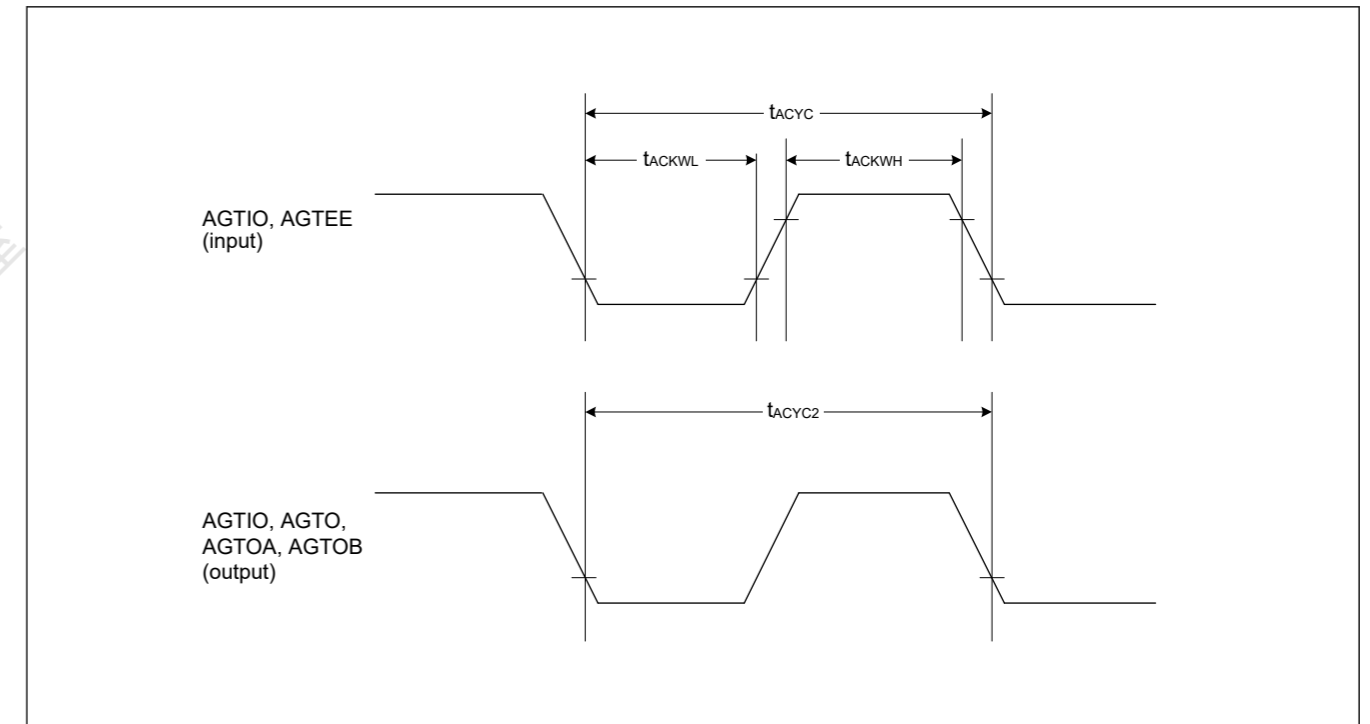 tACYC
tACKWL
tACKWH
AGTIO, AGTEE
(input)
tACYC2
AGTIO, AGTO,
AGTOA, AGTOB
(output)